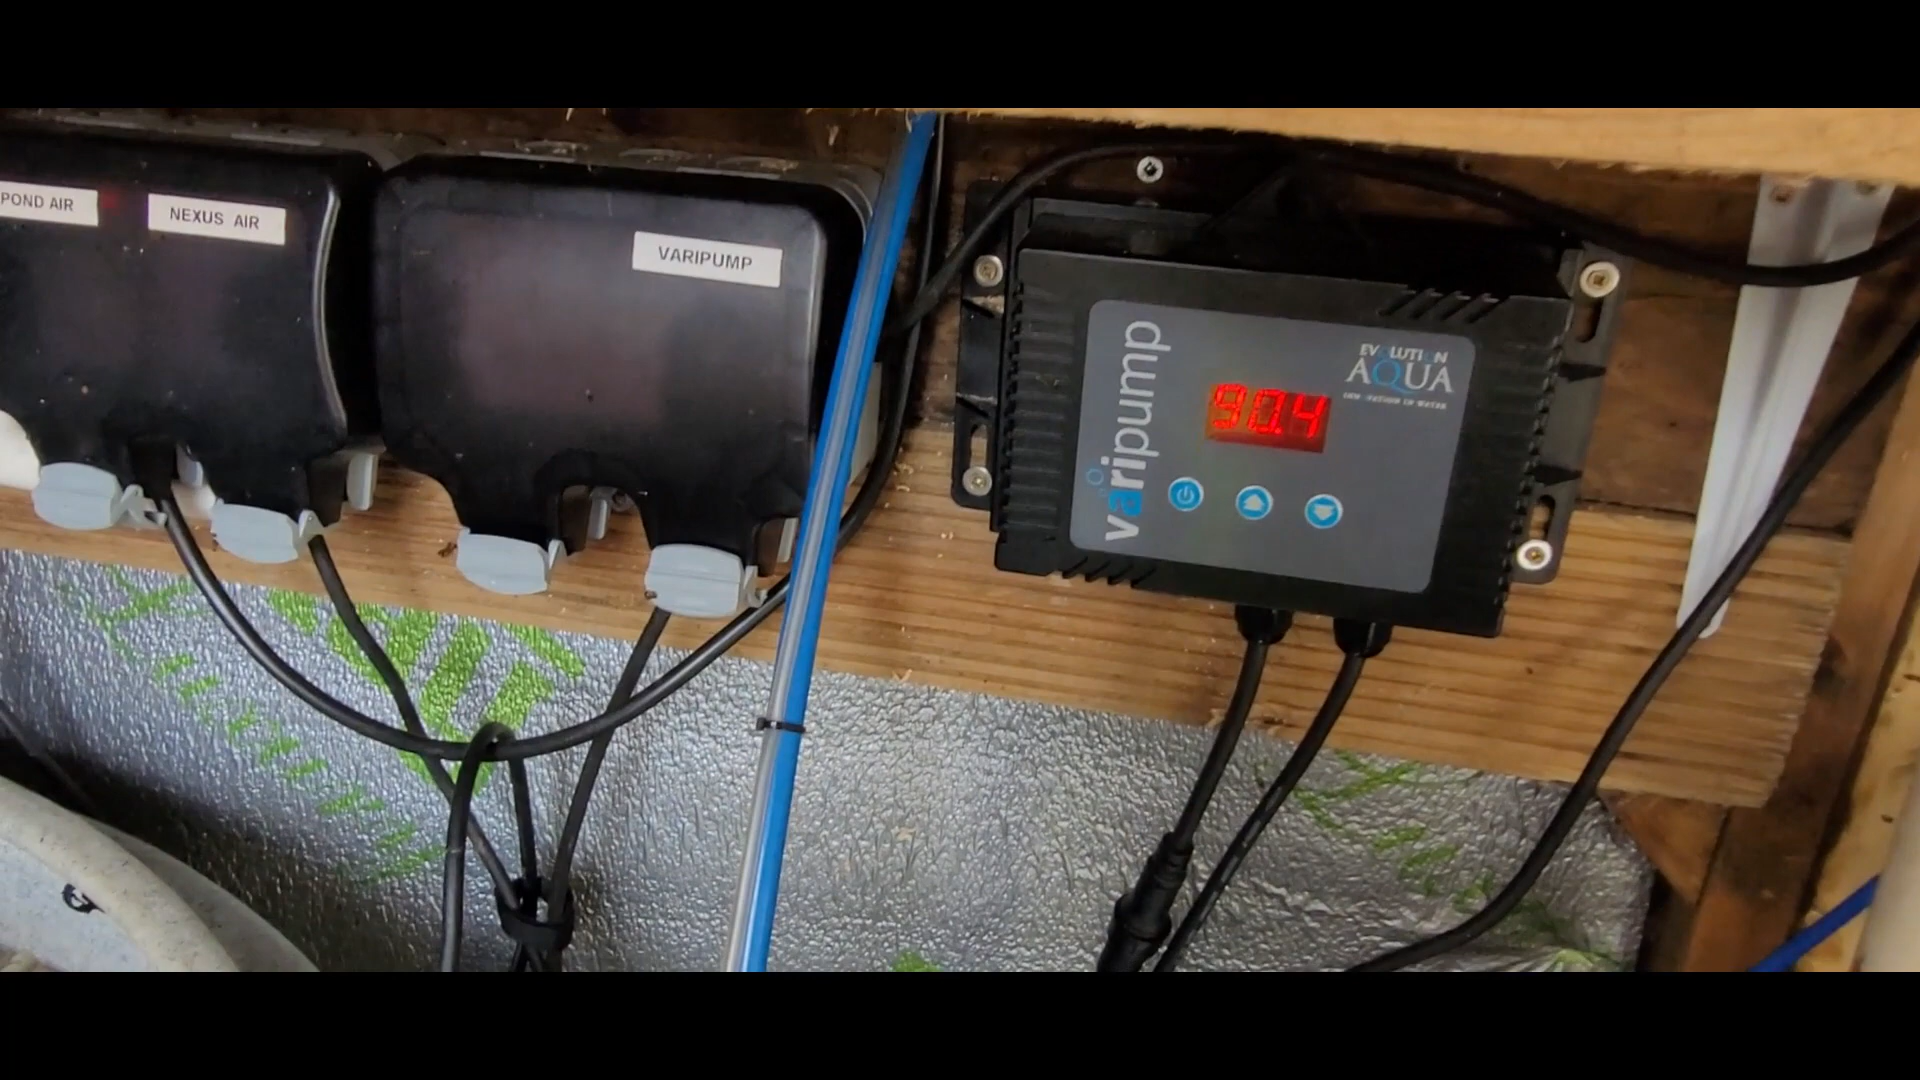 POND AIR
NEXUS AIR
VARIPUMP
varipump
EVOLUTION
AQUA
90.4